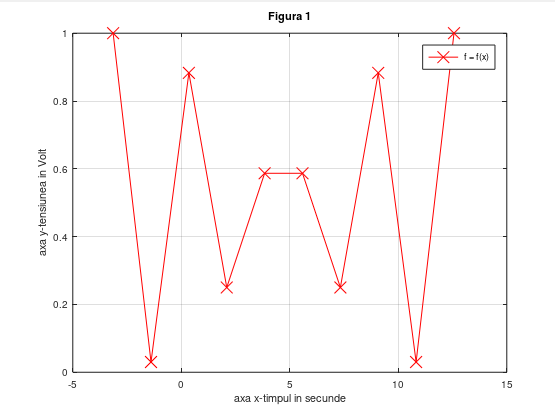 Figura 1
1
0.8
0.6
0.4
0.2
0
-5
0
5
10
15
f = f(x)
axa y-tensiunea in Volt
axa x-timpul in secunde